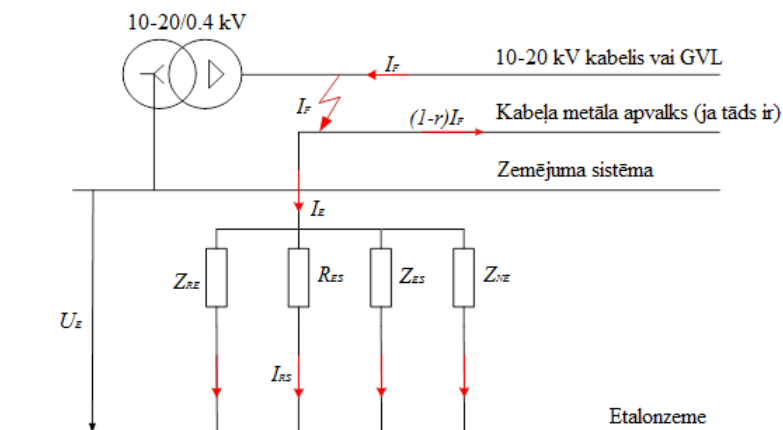 10-20/0.4 kV
10-20 kV kabelis vai GVL
I_F
I_F
Kabeļa metāla apvalks (ja tāds ir)
(1-r)I_F
Zemējuma sistēma
I_E
Z_RE
R_ES
Z_ES
Z_NE
U_E
I_RS
Etalonzeme